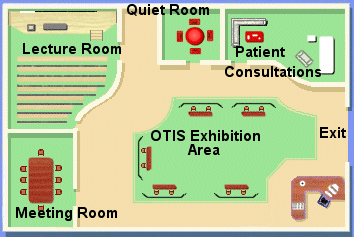 Quiet Room
Lecture Room
Patient
Consultations
OTIS Exhibition
Area
Exit
Meeting Room